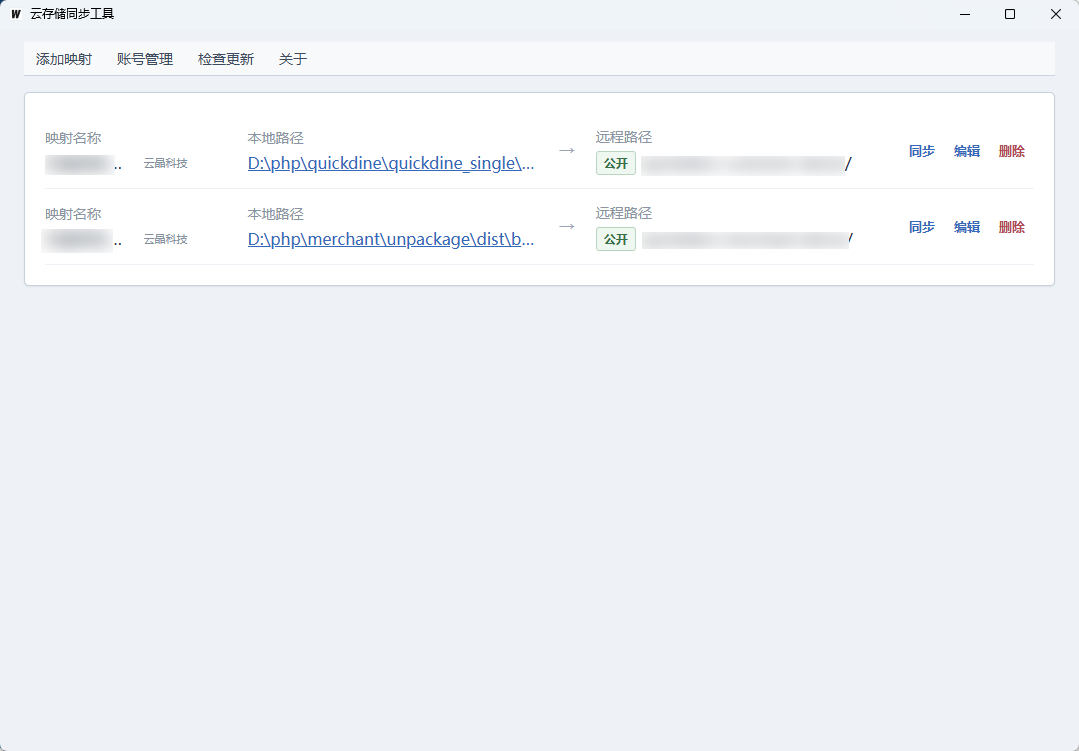 W 云存储同步工具
添加映射 账号管理 检查更新 关于
映射名称 本地路径 远程路径
.. 云晶科技 D:\php\quickdine\quickdine_single\... → 公开 / 同步 编辑 删除
映射名称 本地路径 远程路径
.. 云晶科技 D:\php\merchant\unpackage\dist\b... → 公开 / 同步 编辑 删除